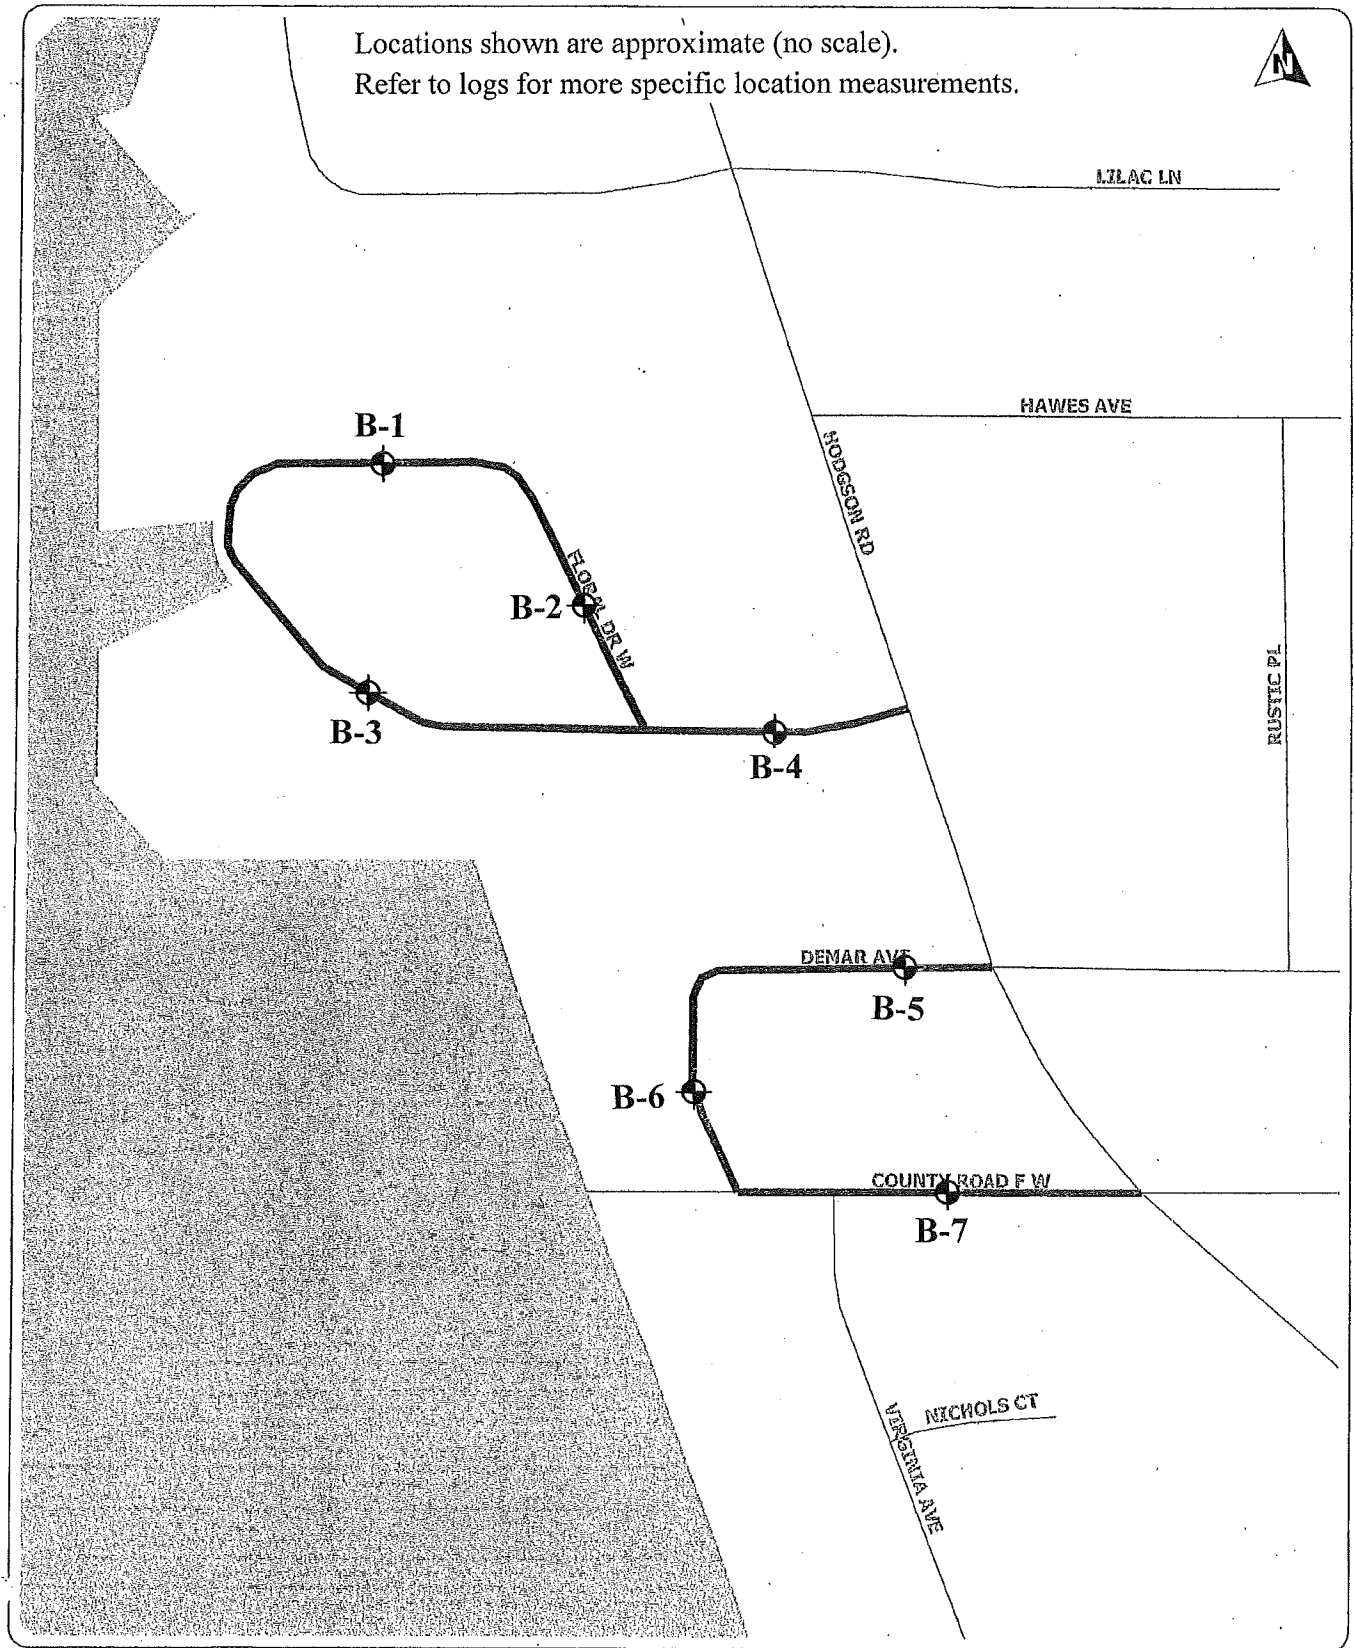 Locations shown are approximate (no scale).
Refer to logs for more specific location measurements.
N
LILAC LN
HAWES AVE
B-1
HODGSON RD
FLORAL DR W
B-2
RUSTIC PL
B-3
B-4
DEMAR AVE
B-5
B-6
COUNTY ROAD F W
B-7
NICHOLS CT
VIRGINIA AVE